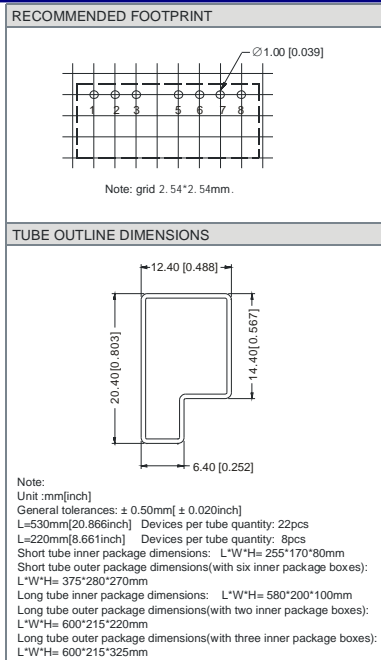 RECOMMENDED FOOTPRINT
∅1.00 [0.039]
1 2 3 5 6 7 8
Note: grid 2.54*2.54mm.
TUBE OUTLINE DIMENSIONS
12.40 [0.488]
20.40[0.803]
14.40[0.567]
6.40 [0.252]
Note:
Unit :mm[inch]
General tolerances: ± 0.50mm[ ± 0.020inch]
L=530mm[20.866inch] Devices per tube quantity: 22pcs
L=220mm[8.661inch] Devices per tube quantity: 8pcs
Short tube inner package dimensions: L*W*H= 255*170*80mm
Short tube outer package dimensions(with six inner package boxes):
L*W*H= 375*280*270mm
Long tube inner package dimensions: L*W*H= 580*200*100mm
Long tube outer package dimensions(with two inner package boxes):
L*W*H= 600*215*220mm
Long tube outer package dimensions(with three inner package boxes):
L*W*H= 600*215*325mm